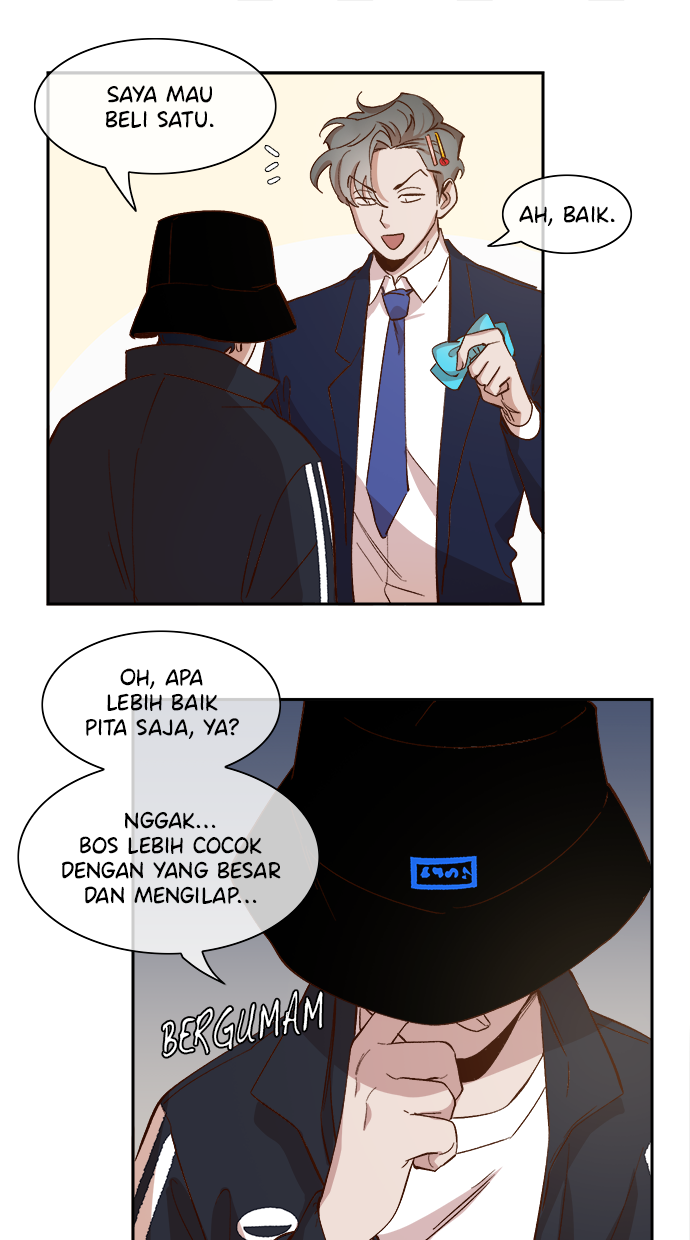 SAYA MAU
BELI SATU.
AH, BAIK.
OH, APA
LEBIH BAIK
PITA SAJA, YA?
NGGAK...
BOS LEBIH COCOK
DENGAN YANG BESAR
DAN MENGILAP...
BERGUMAM